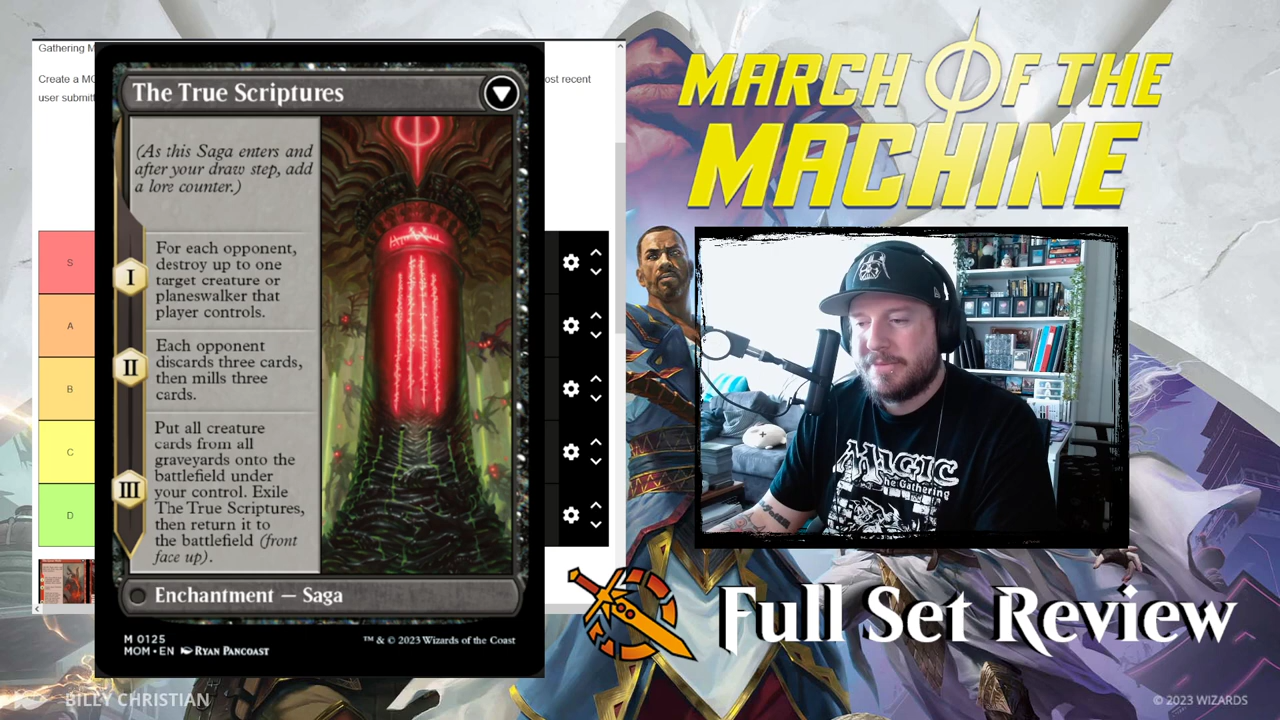 Gathering M
Create a MO
ost recent
user submitt
The True Scriptures
(As this Saga enters and
after your draw step, add
a lore counter.)
I
For each opponent,
destroy up to one
target creature or
planeswalker that
player controls.
II
Each opponent
discards three cards,
then mills three
cards.
III
Put all creature
cards from all
graveyards onto the
battlefield under
your control. Exile
The True Scriptures,
then return it to
the battlefield (front
face up).
Enchantment — Saga
M 0125
MOM • EN RYAN PANCOAST
™ & © 2023 Wizards of the Coast
S
A
B
C
D
MARCH OF THE
MACHINE
MAGIC
The Gathering
Full Set Review
BILLY CHRISTIAN
© 2023 WIZARDS